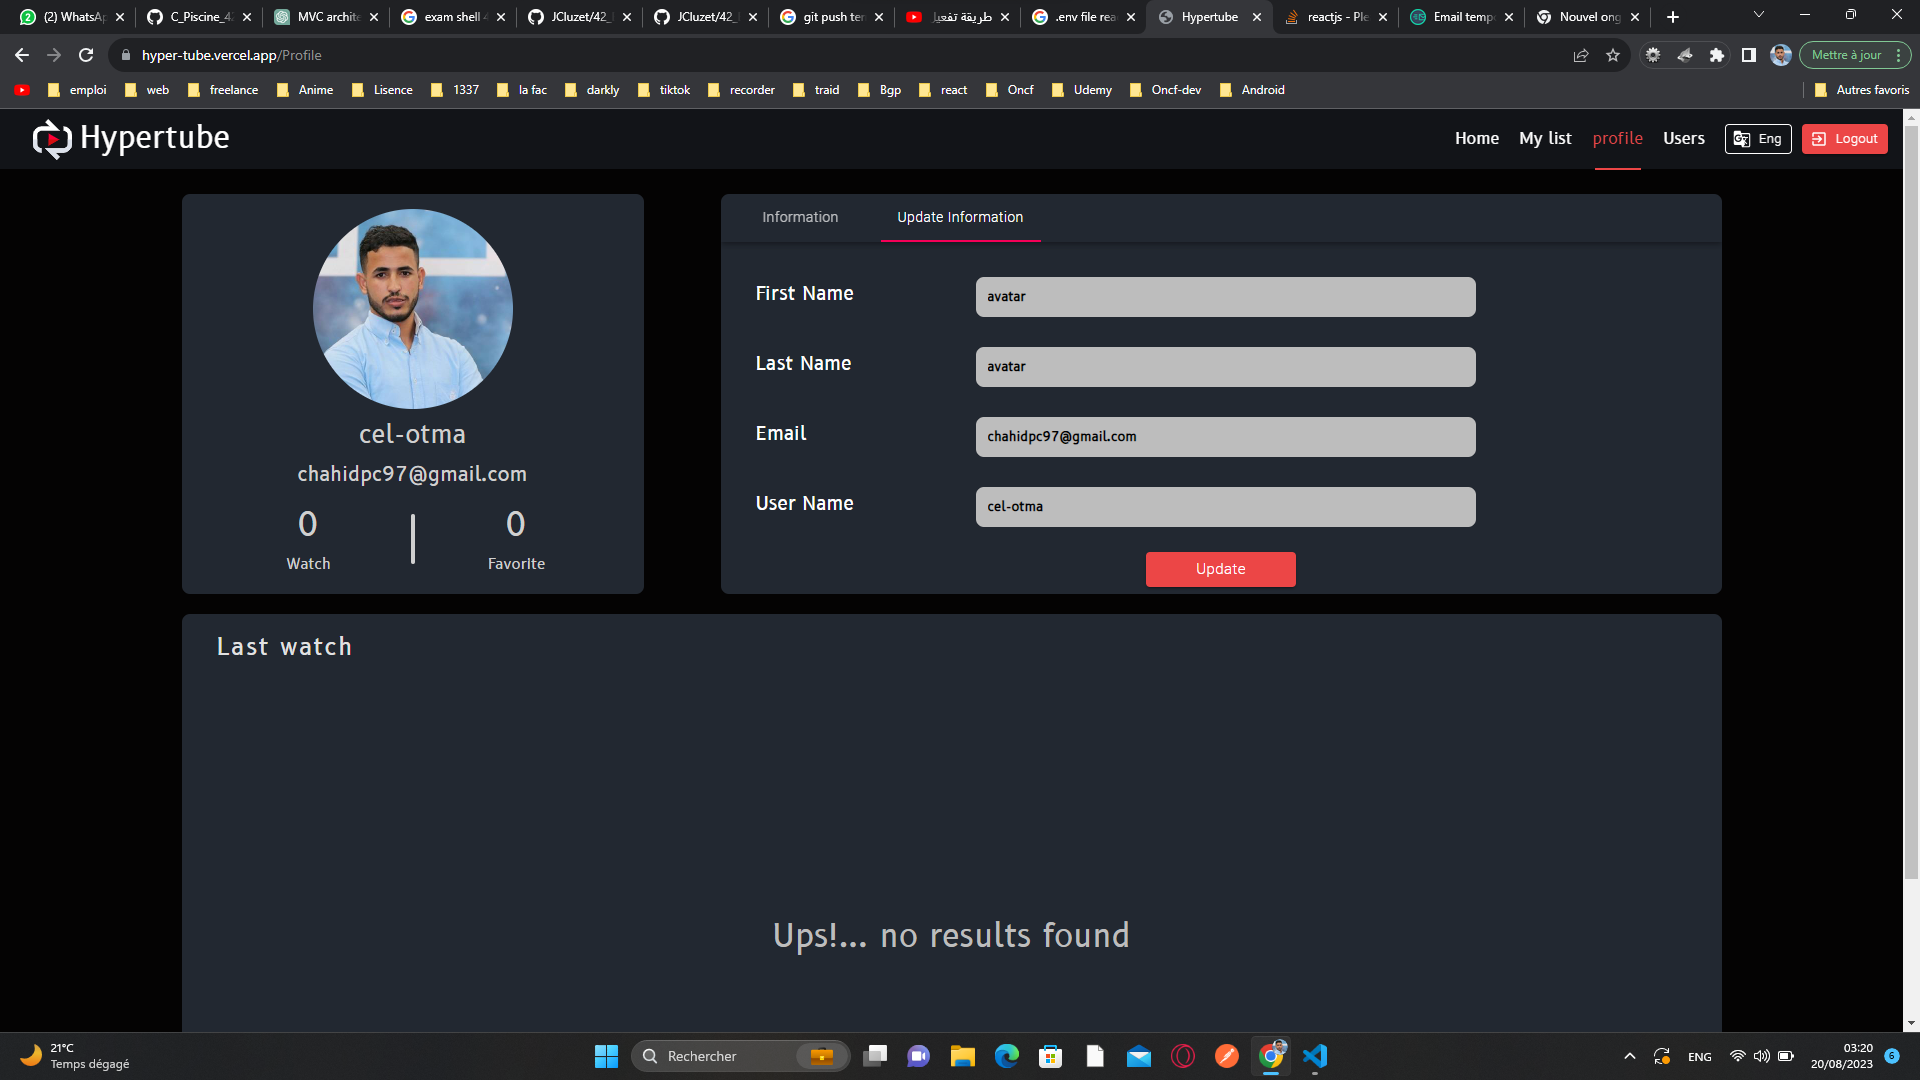 (2) WhatsAp
C_Piscine_42
MVC archite
exam shell 4
JCluzet/42_
JCluzet/42_
git push ter
طريقة تفعيل
.env file rea
Hypertube
reactjs - Ple
Email tempo
Nouvel ong
hyper-tube.vercel.app/Profile
Mettre à jour
emploi
web
freelance
Anime
Lisence
1337
la fac
darkly
tiktok
recorder
traid
Bgp
react
Oncf
Udemy
Oncf-dev
Android
Autres favoris
Hypertube
Home
My list
profile
Users
Eng
Logout
cel-otma
chahidpc97@gmail.com
0
0
Watch
Favorite
Information
Update Information
First Name
avatar
Last Name
avatar
Email
chahidpc97@gmail.com
User Name
cel-otma
Update
Last watch
Ups!... no results found
21°C
Temps dégagé
Rechercher
ENG
03:20
20/08/2023
6